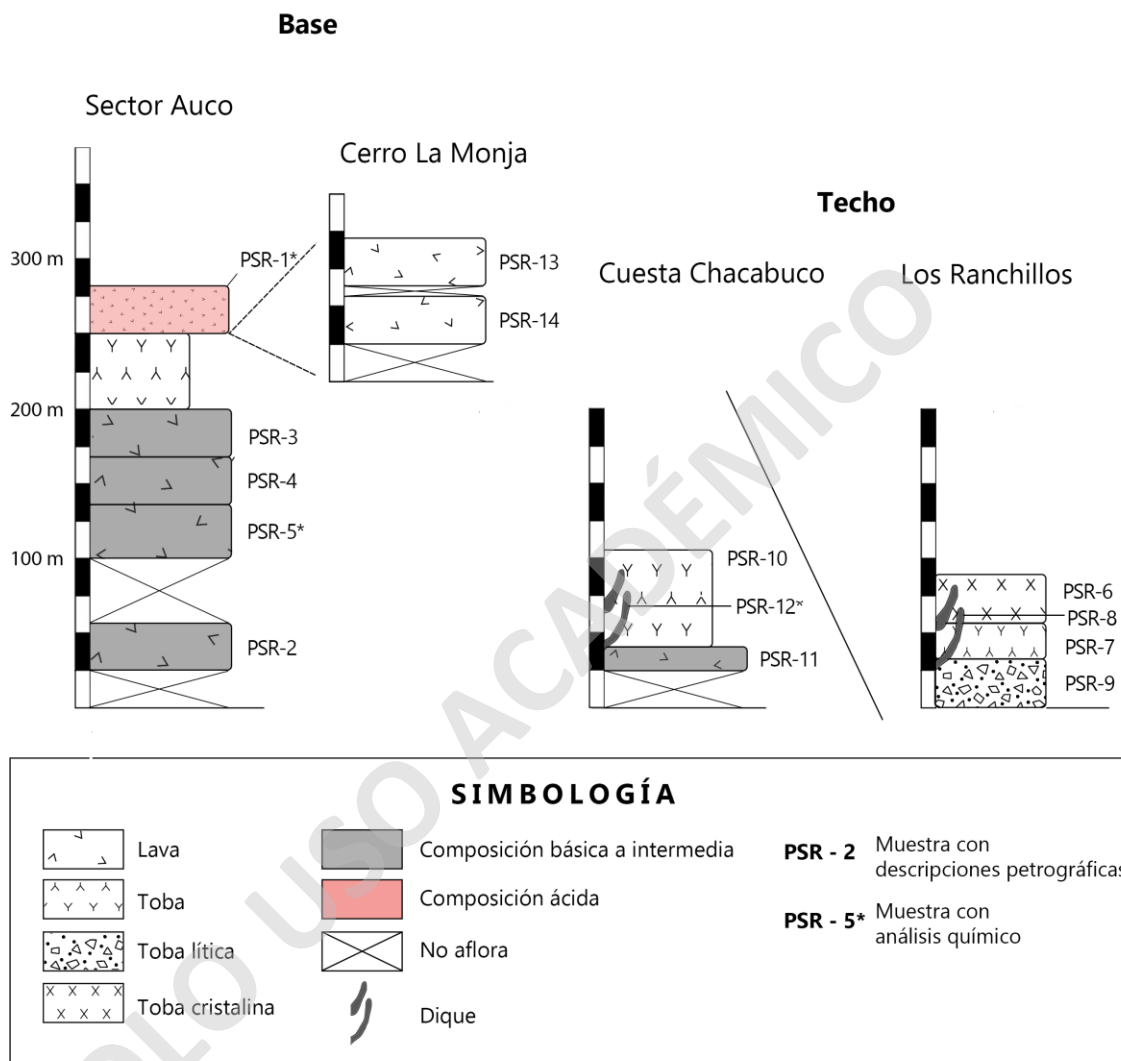 Base
Sector Auco
Cerro La Monja
Techo
Cuesta Chacabuco
Los Ranchillos
300 m
200 m
100 m
PSR-1*
PSR-3
PSR-4
PSR-5*
PSR-2
PSR-13
PSR-14
PSR-10
PSR-12*
PSR-11
PSR-6
PSR-8
PSR-7
PSR-9
SIMBOLOGÍA
Lava
Toba
Toba lítica
Toba cristalina
Composición básica a intermedia
Composición ácida
No aflora
Dique
PSR - 2 Muestra con
descripciones petrográficas
PSR - 5* Muestra con
análisis químico
OLO USO ACADÉMICO